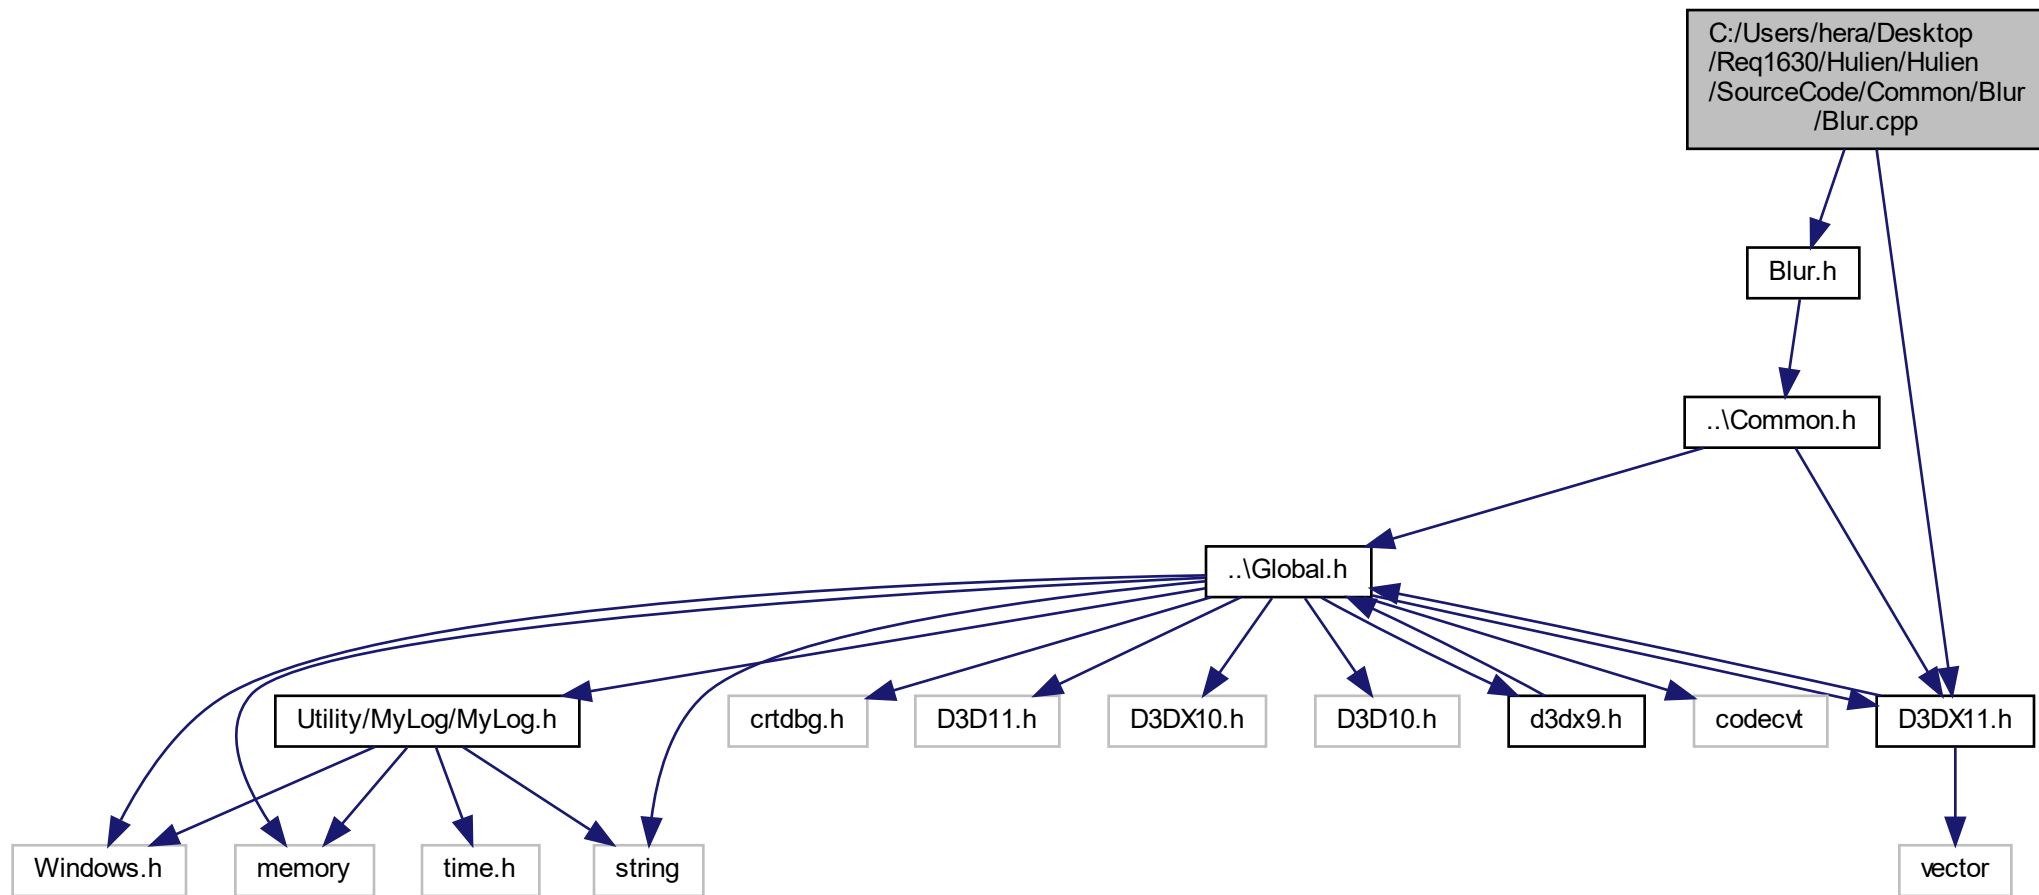 C:/Users/hera/Desktop
/Req1630/Hulien/Hulien
/SourceCode/Common/Blur
/Blur.cpp
Blur.h
..\Common.h
..\Global.h
Utility/MyLog/MyLog.h
crtdbg.h
D3D11.h
D3DX10.h
D3D10.h
d3dx9.h
codecvt
D3DX11.h
Windows.h
memory
time.h
string
vector